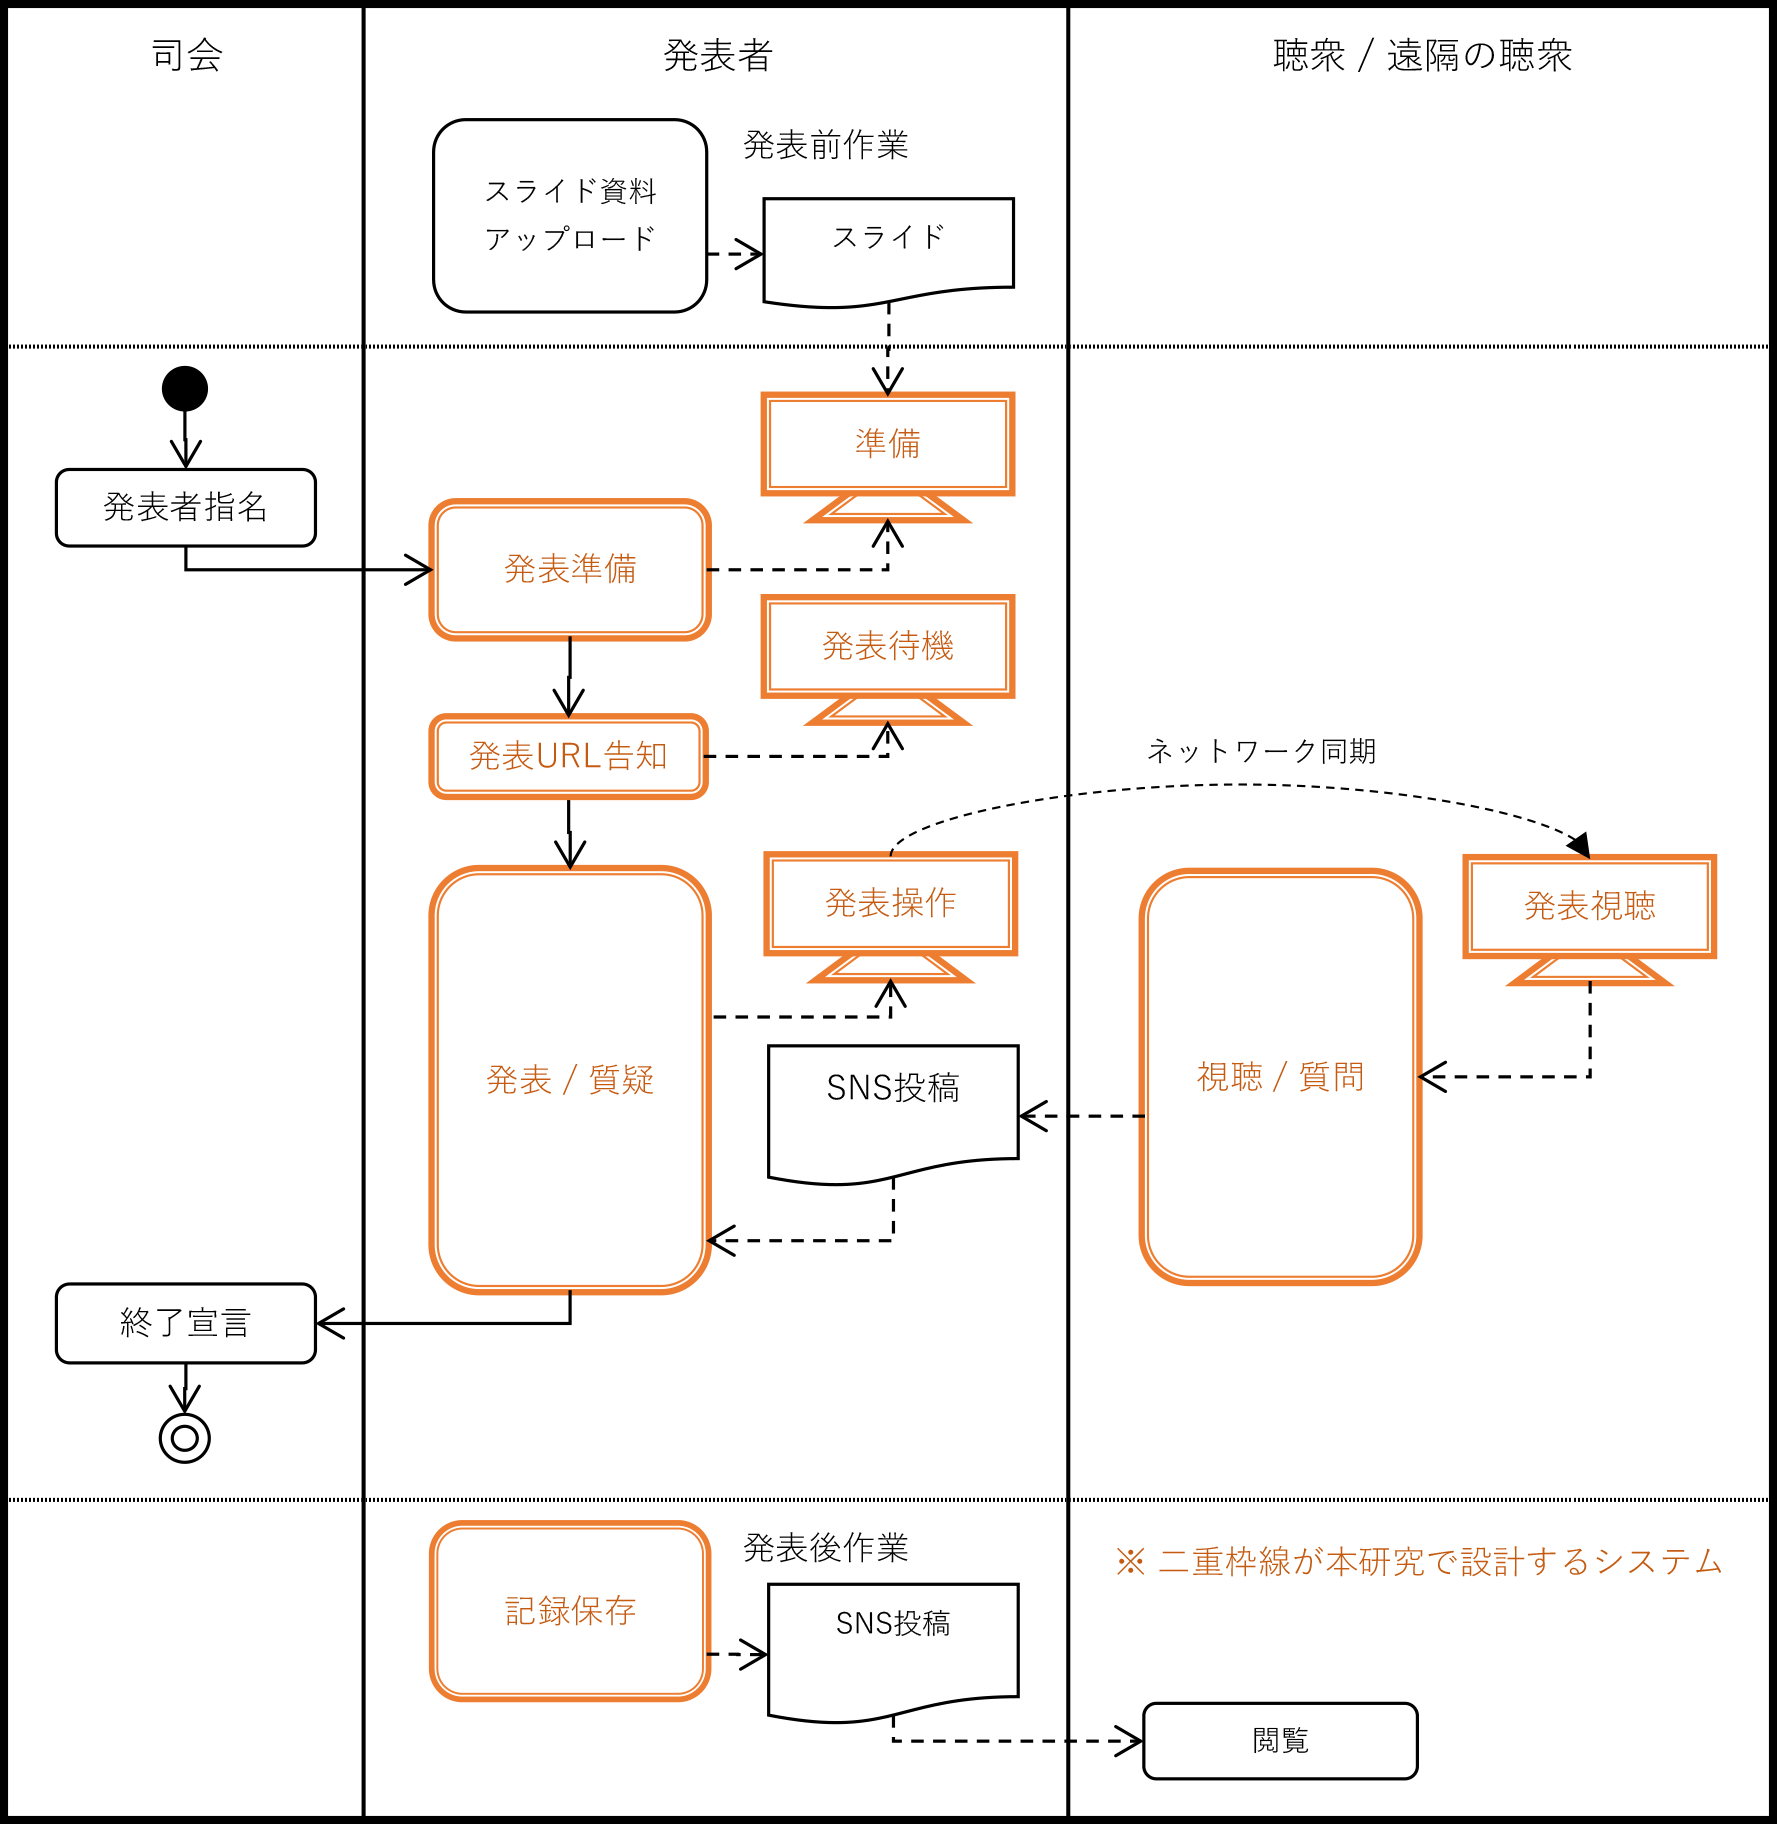 司会
発表者
聴衆 / 遠隔の聴衆
発表前作業
スライド資料
アップロード
スライド
準備
発表者指名
発表準備
発表待機
発表URL告知
ネットワーク同期
発表操作
発表視聴
発表 / 質疑
SNS投稿
視聴 / 質問
終了宣言
発表後作業
※ 二重枠線が本研究で設計するシステム
記録保存
SNS投稿
閲覧